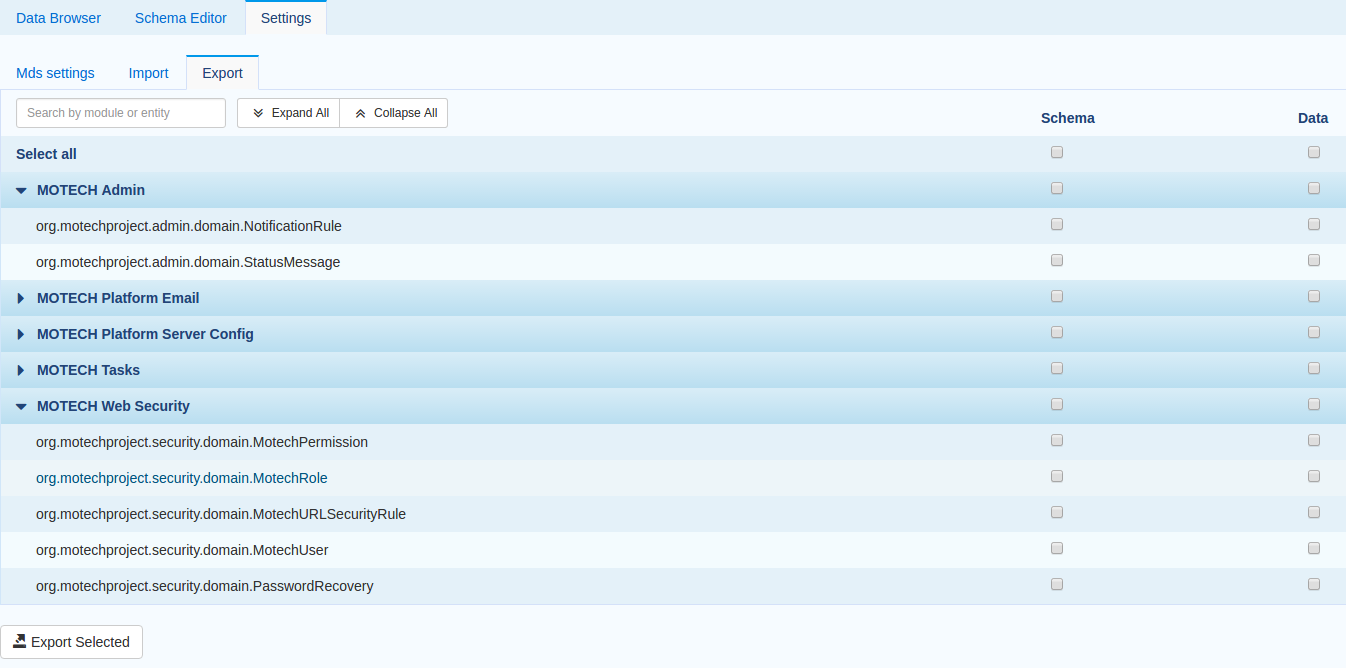 Data Browser Schema Editor Settings
Mds settings Import Export
Search by module or entity Expand All Collapse All Schema Data
Select all
MOTECH Admin
org.motechproject.admin.domain.NotificationRule
org.motechproject.admin.domain.StatusMessage
MOTECH Platform Email
MOTECH Platform Server Config
MOTECH Tasks
MOTECH Web Security
org.motechproject.security.domain.MotechPermission
org.motechproject.security.domain.MotechRole
org.motechproject.security.domain.MotechURLSecurityRule
org.motechproject.security.domain.MotechUser
org.motechproject.security.domain.PasswordRecovery
Export Selected